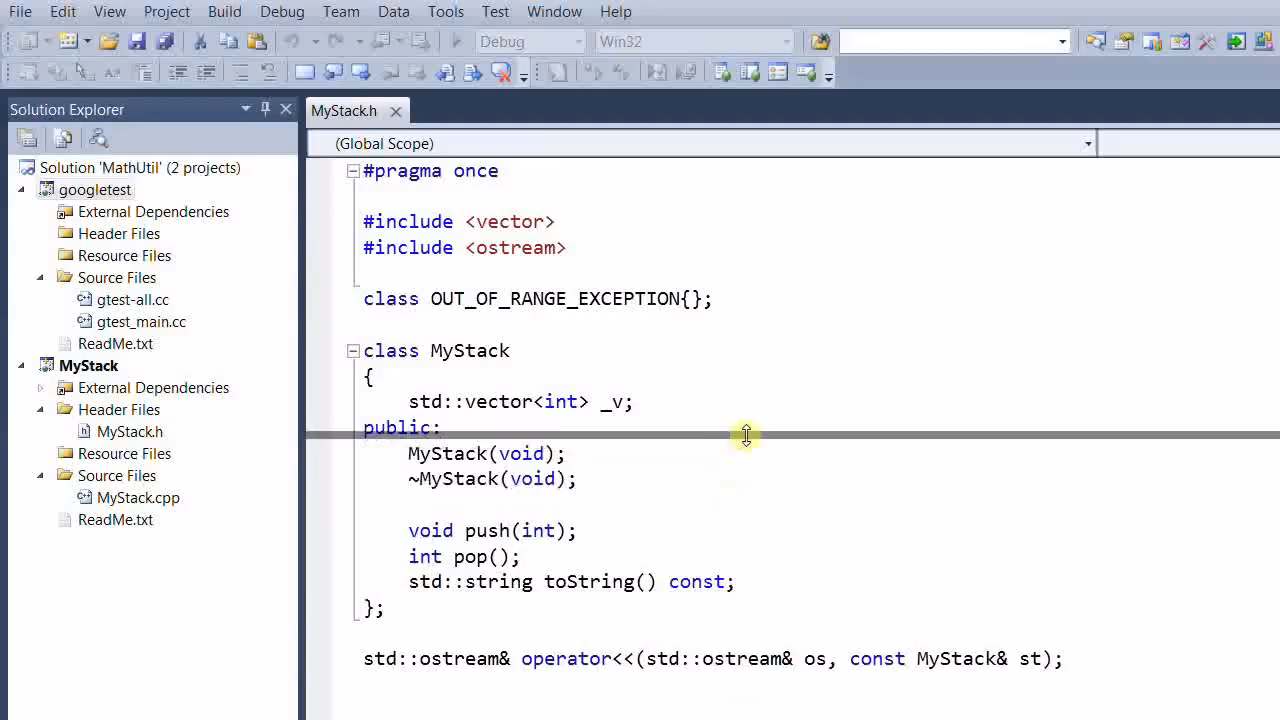 File Edit View Project Build Debug Team Data Tools Test Window Help
Debug Win32
Solution Explorer
Solution 'MathUtil' (2 projects)
googletest
External Dependencies
Header Files
Resource Files
Source Files
gtest-all.cc
gtest_main.cc
ReadMe.txt
MyStack
External Dependencies
Header Files
MyStack.h
Resource Files
Source Files
MyStack.cpp
ReadMe.txt
MyStack.h
(Global Scope)
#pragma once
#include <vector>
#include <ostream>
class OUT_OF_RANGE_EXCEPTION{};
class MyStack
{
std::vector<int> _v;
public:
MyStack(void);
~MyStack(void);
void push(int);
int pop();
std::string toString() const;
};
std::ostream& operator<<(std::ostream& os, const MyStack& st);